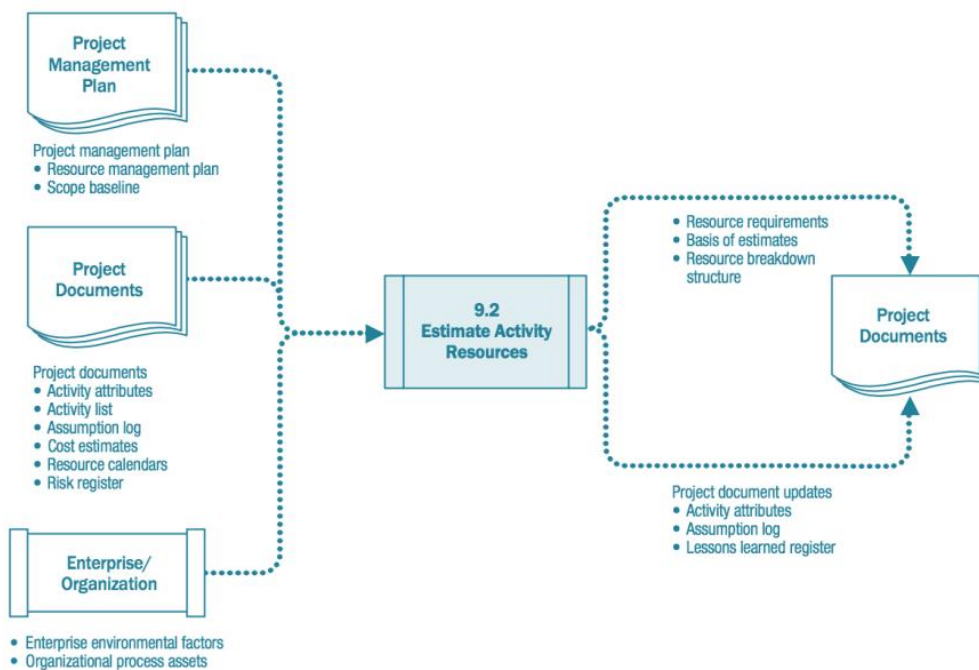 Project
Management
Plan
Project management plan
• Resource management plan
• Scope baseline
Project
Documents
Project documents
• Activity attributes
• Activity list
• Assumption log
• Cost estimates
• Resource calendars
• Risk register
Enterprise/
Organization
• Enterprise environmental factors
• Organizational process assets
9.2
Estimate Activity
Resources
• Resource requirements
• Basis of estimates
• Resource breakdown
structure
Project
Documents
Project document updates
• Activity attributes
• Assumption log
• Lessons learned register